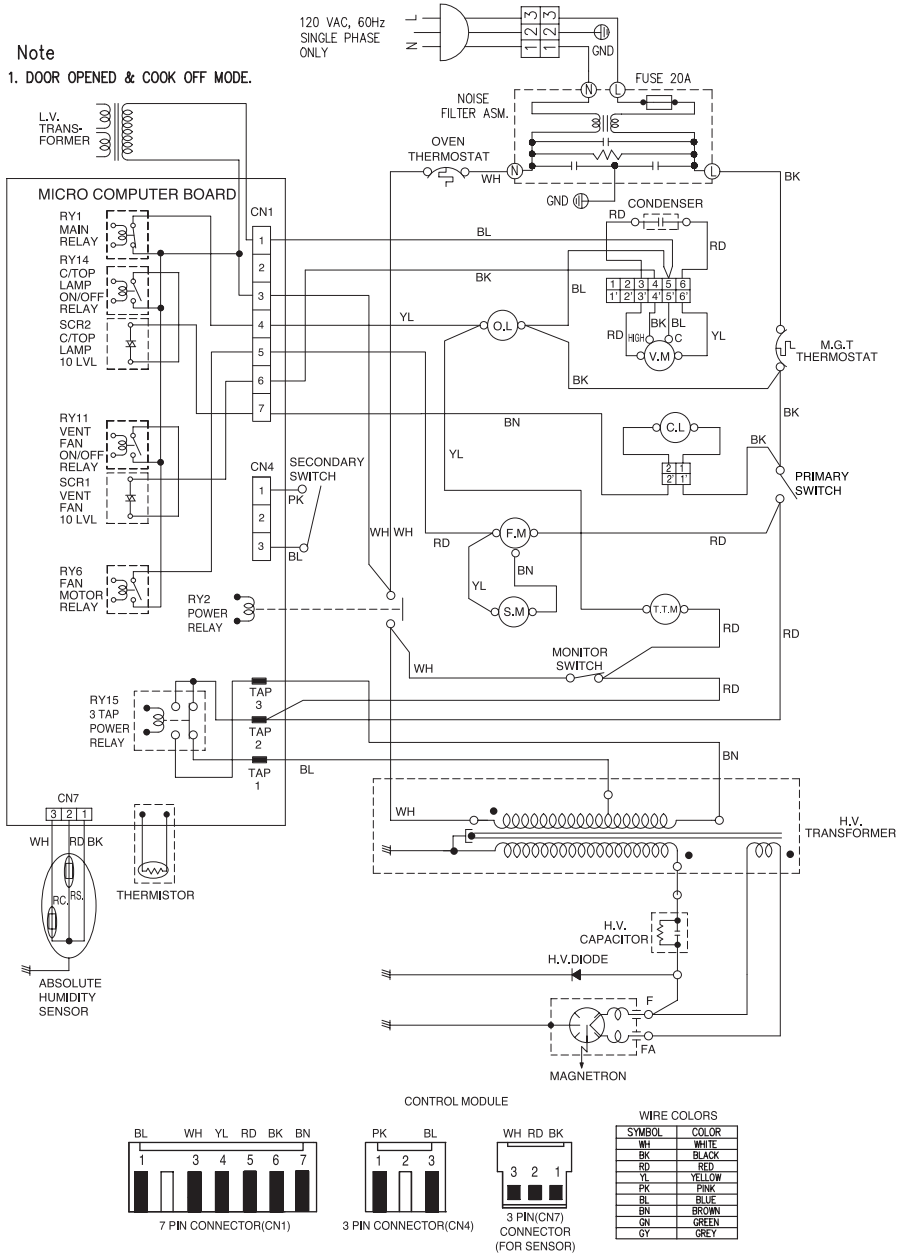 Note
1. DOOR OPENED & COOK OFF MODE.
120 VAC, 60Hz
SINGLE PHASE
ONLY
L
N
3 3
2 2
1 1
GND
FUSE 20A
N
L
NOISE
FILTER ASM.
OVEN
THERMOSTAT
WH
N
L
BK
GND
L.V.
TRANS-
FORMER
MICRO COMPUTER BOARD
CN1
1
2
3
4
5
6
7
RY1
MAIN
RELAY
RY14
C/TOP
LAMP
ON/OFF
RELAY
SCR2
C/TOP
LAMP
10 LVL
RY11
VENT
FAN
ON/OFF
RELAY
SCR1
VENT
FAN
10 LVL
RY6
FAN
MOTOR
RELAY
CONDENSER
RD
RD
BL
BK
BL
YL
1 2 3 4 5 6
1' 2' 3' 4' 5' 6'
O.L
RD
HIGH
BK
BL
C
YL
V.M
M.G.T
THERMOSTAT
BK
BK
BN
C.L
BK
2 1
2' 1'
PRIMARY
SWITCH
YL
CN4
1
2
3
SECONDARY
SWITCH
PK
BL
WH
WH
RD
F.M
RD
BN
YL
S.M
RY2
POWER
RELAY
T.T.M
RD
RD
MONITOR
SWITCH
WH
RD
RY15
3 TAP
POWER
RELAY
TAP
3
TAP
2
TAP
1
BL
BN
CN7
3 2 1
WH
RD
BK
RC.
RS.
ABSOLUTE
HUMIDITY
SENSOR
THERMISTOR
WH
H.V.
TRANSFORMER
H.V.
CAPACITOR
H.V.DIODE
F
FA
MAGNETRON
CONTROL MODULE
BL WH YL RD BK BN
1 3 4 5 6 7
7 PIN CONNECTOR(CN1)
PK BL
1 2 3
3 PIN CONNECTOR(CN4)
WH RD BK
3 2 1
3 PIN(CN7)
CONNECTOR
(FOR SENSOR)
WIRE COLORS
SYMBOL COLOR
WH WHITE
BK BLACK
RD RED
YL YELLOW
PK PINK
BL BLUE
BN BROWN
GN GREEN
GY GREY